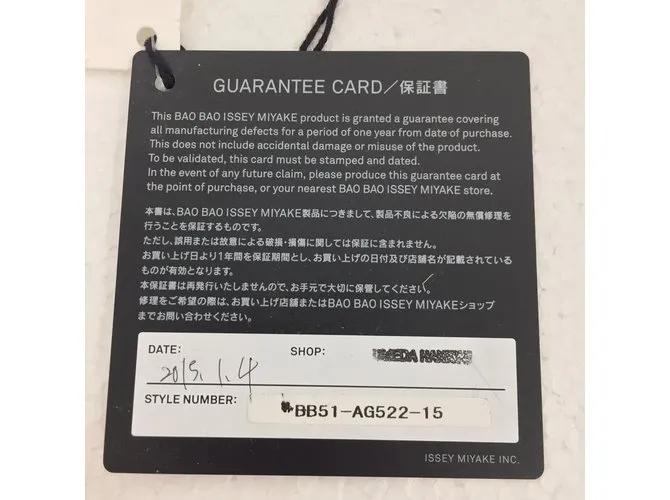 GUARANTEE CARD/保証書
This BAO BAO ISSEY MIYAKE product is granted a guarantee covering
all manufacturing defects for a period of one year from date of purchase.
This does not include accidental damage or misuse of the product.
To be validated, this card must be stamped and dated.
In the event of any future claim, please produce this guarantee card at
the point of purchase, or your nearest BAO BAO ISSEY MIYAKE store.
本書は、BAO BAO ISSEY MIYAKE製品につきまして、製品不良による欠陥の無償修理を
行うことを保証するものです。
ただし、誤用または故意による破損・損傷に関しては保証に含まれません。
お買い上げ日より1年間を保証期間とし、お買い上げの日付及び店舗名が記載されている
ものが有効となります。
本保証書は再発行いたしませんので、お手元で大切に保管してください。
修理をご希望の際は、お買い上げ店舗またはBAO BAO ISSEY MIYAKEショップ
までお問い合わせください。
DATE: 2015.1.4 SHOP:
STYLE NUMBER: BB51-AG522-15
ISSEY MIYAKE INC.